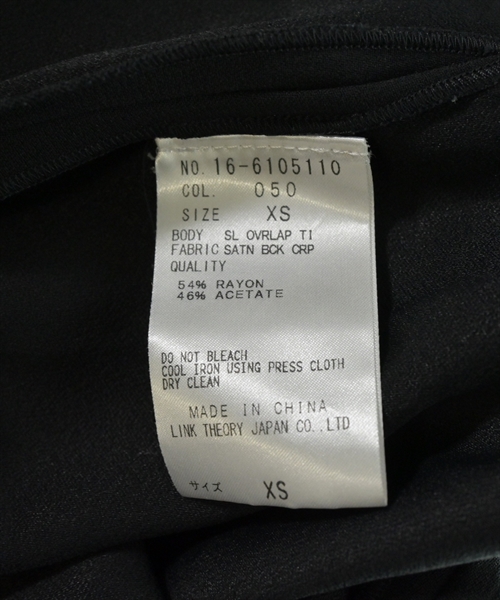 NO. 16-6105110
COL. 050
SIZE XS
BODY SL OVRLAP TI
FABRIC SATN BCK CRP
QUALITY
54% RAYON
46% ACETATE
DO NOT BLEACH
COOL IRON USING PRESS CLOTH
DRY CLEAN
MADE IN CHINA
LINK THEORY JAPAN CO.,LTD
サイズ XS